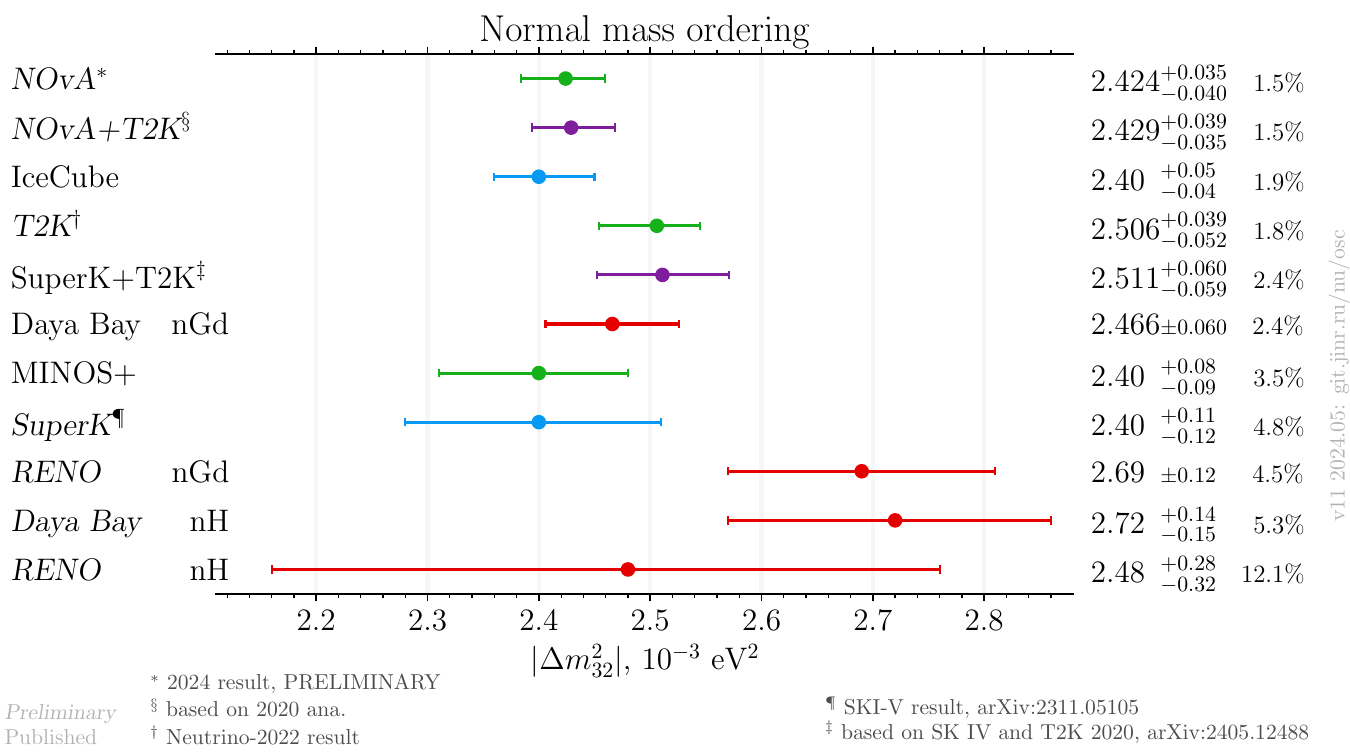 Normal mass ordering
NOvA* 2.424 +0.035 −0.040 1.5%
NOvA+T2K§ 2.429 +0.039 −0.035 1.5%
IceCube 2.40 +0.05 −0.04 1.9%
T2K† 2.506 +0.039 −0.052 1.8%
SuperK+T2K‡ 2.511 +0.060 −0.059 2.4%
Daya Bay nGd 2.466 ±0.060 2.4%
MINOS+ 2.40 +0.08 −0.09 3.5%
SuperK¶ 2.40 +0.11 −0.12 4.8%
RENO nGd 2.69 ±0.12 4.5%
Daya Bay nH 2.72 +0.14 −0.15 5.3%
RENO nH 2.48 +0.28 −0.32 12.1%
2.2 2.3 2.4 2.5 2.6 2.7 2.8
|Δm²₃₂|, 10⁻³ eV²
* 2024 result, PRELIMINARY
§ based on 2020 ana.
† Neutrino-2022 result
¶ SKI-V result, arXiv:2311.05105
‡ based on SK IV and T2K 2020, arXiv:2405.12488
Preliminary
Published
v11 2024.05: git.jinr.ru/nu/osc